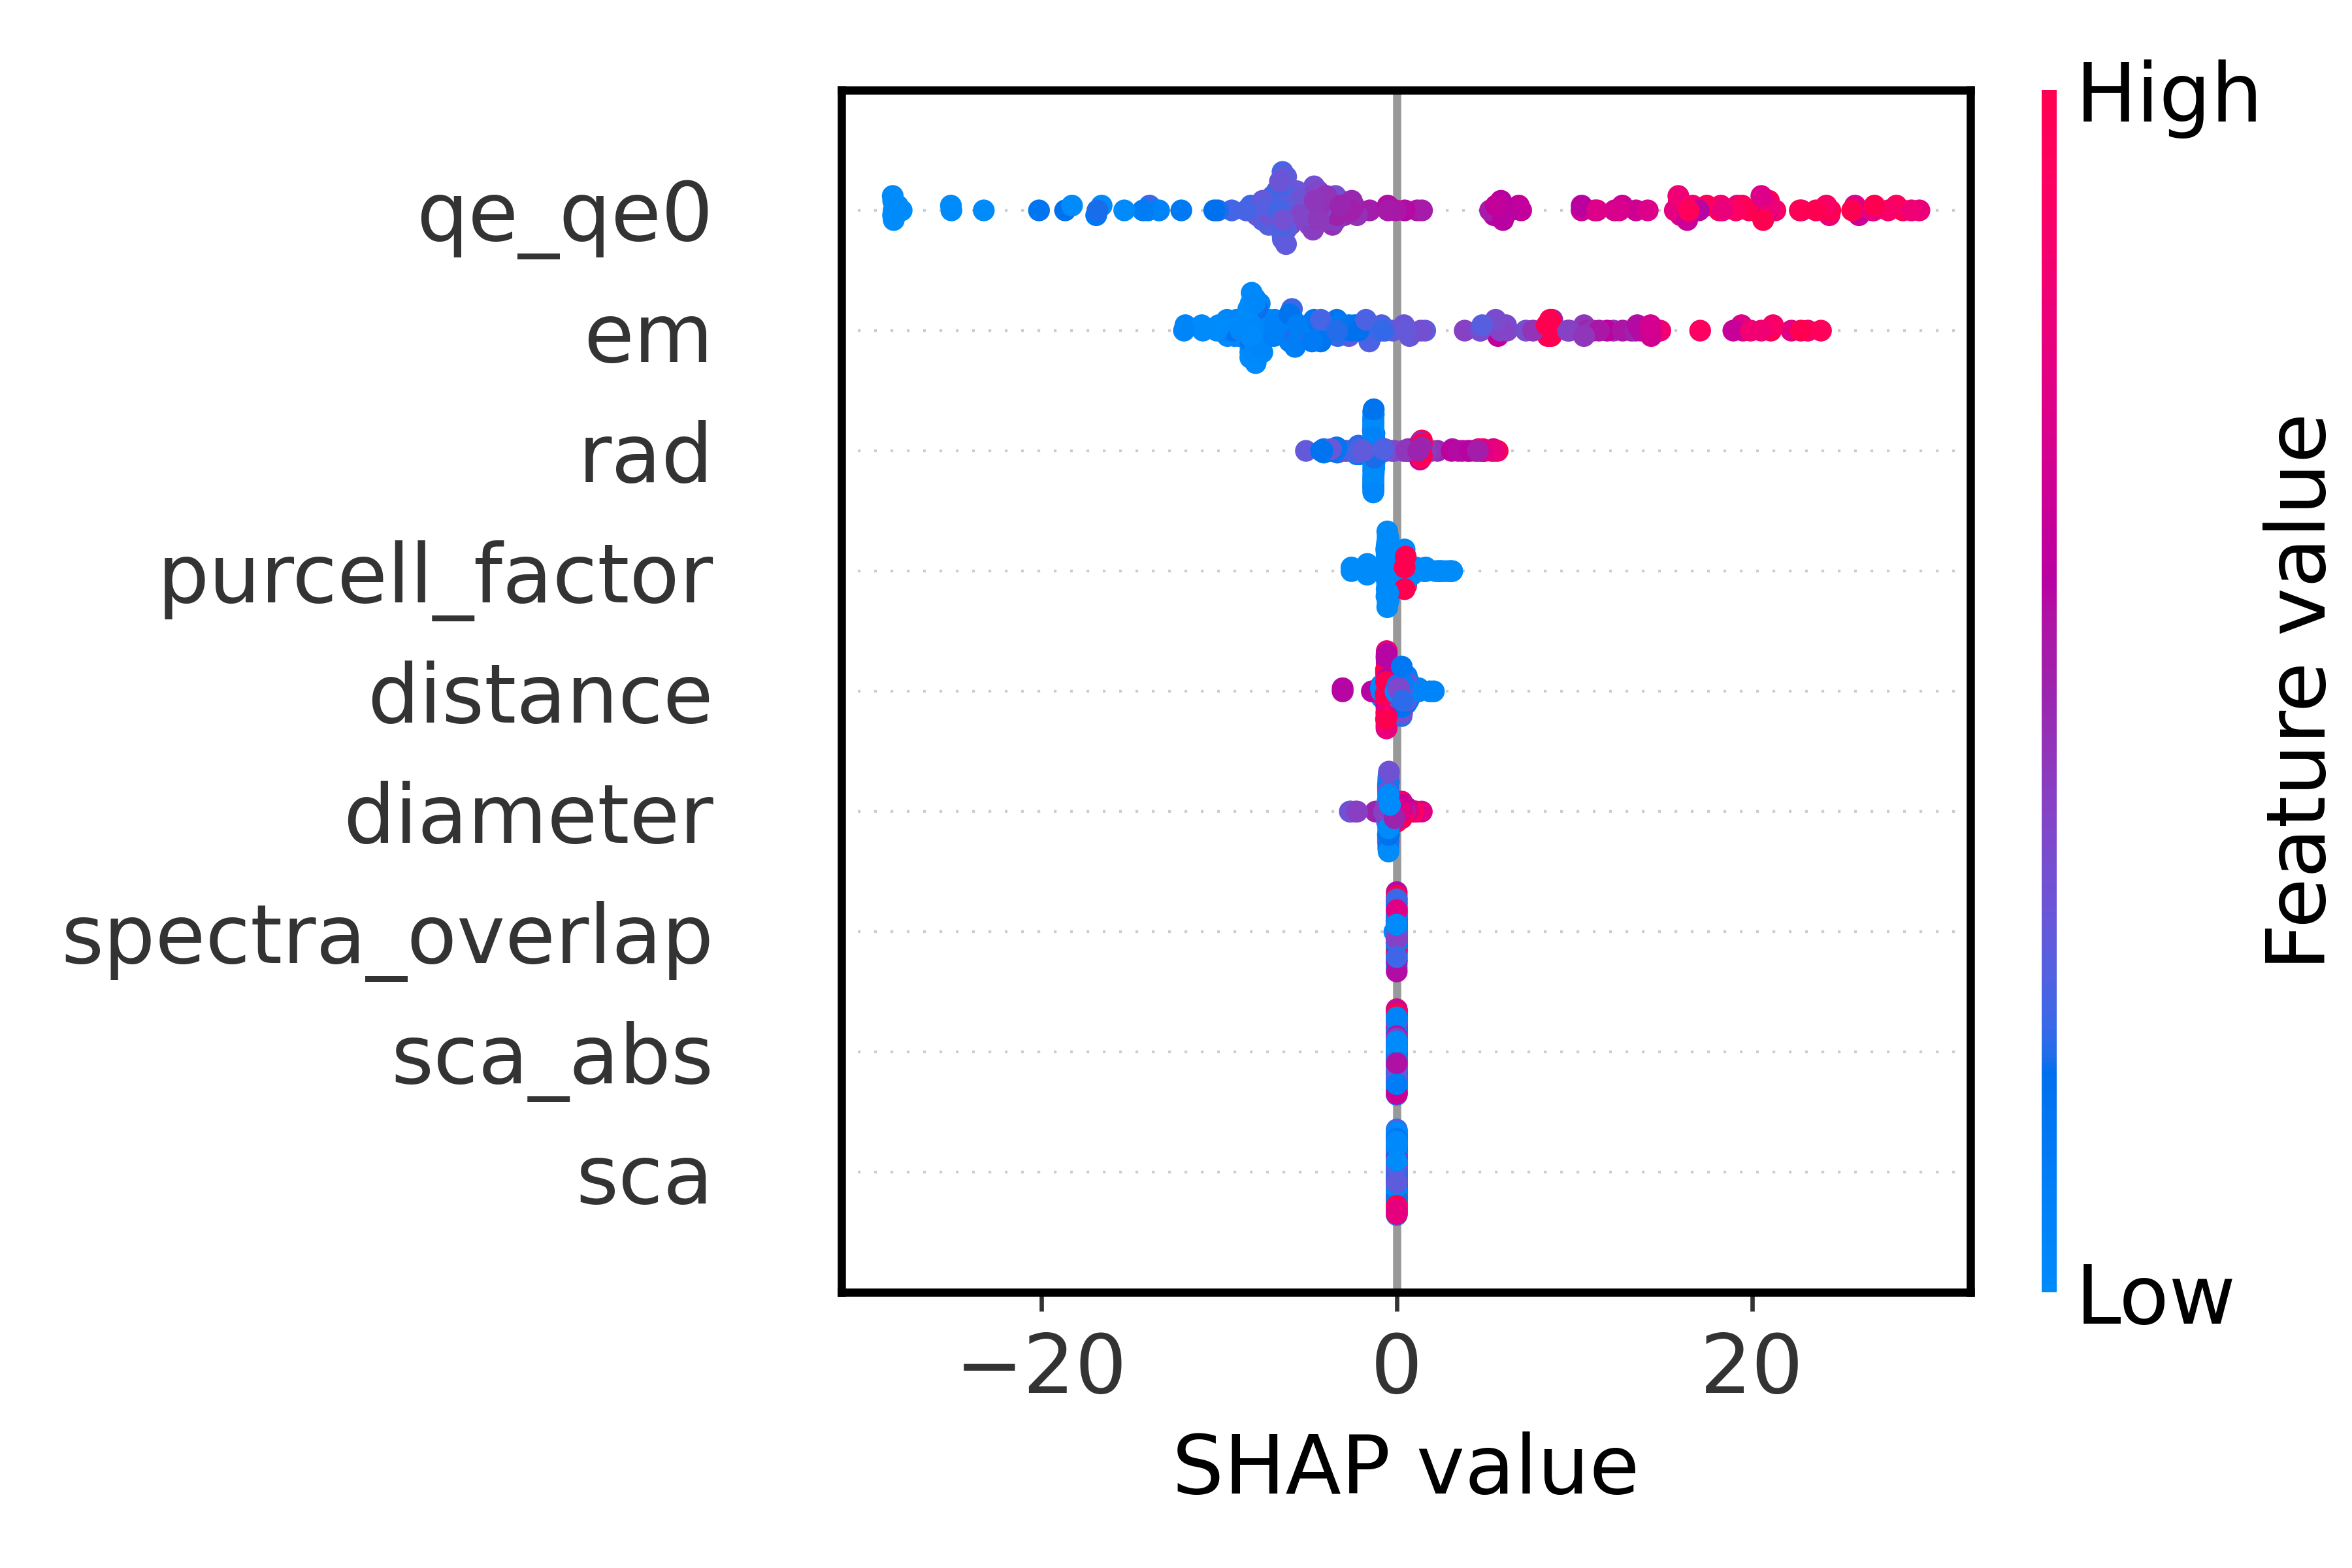 High
qe_qe0
em
rad
purcell_factor
distance
diameter
spectra_overlap
sca_abs
sca
Feature value
Low
−20 0 20
SHAP value